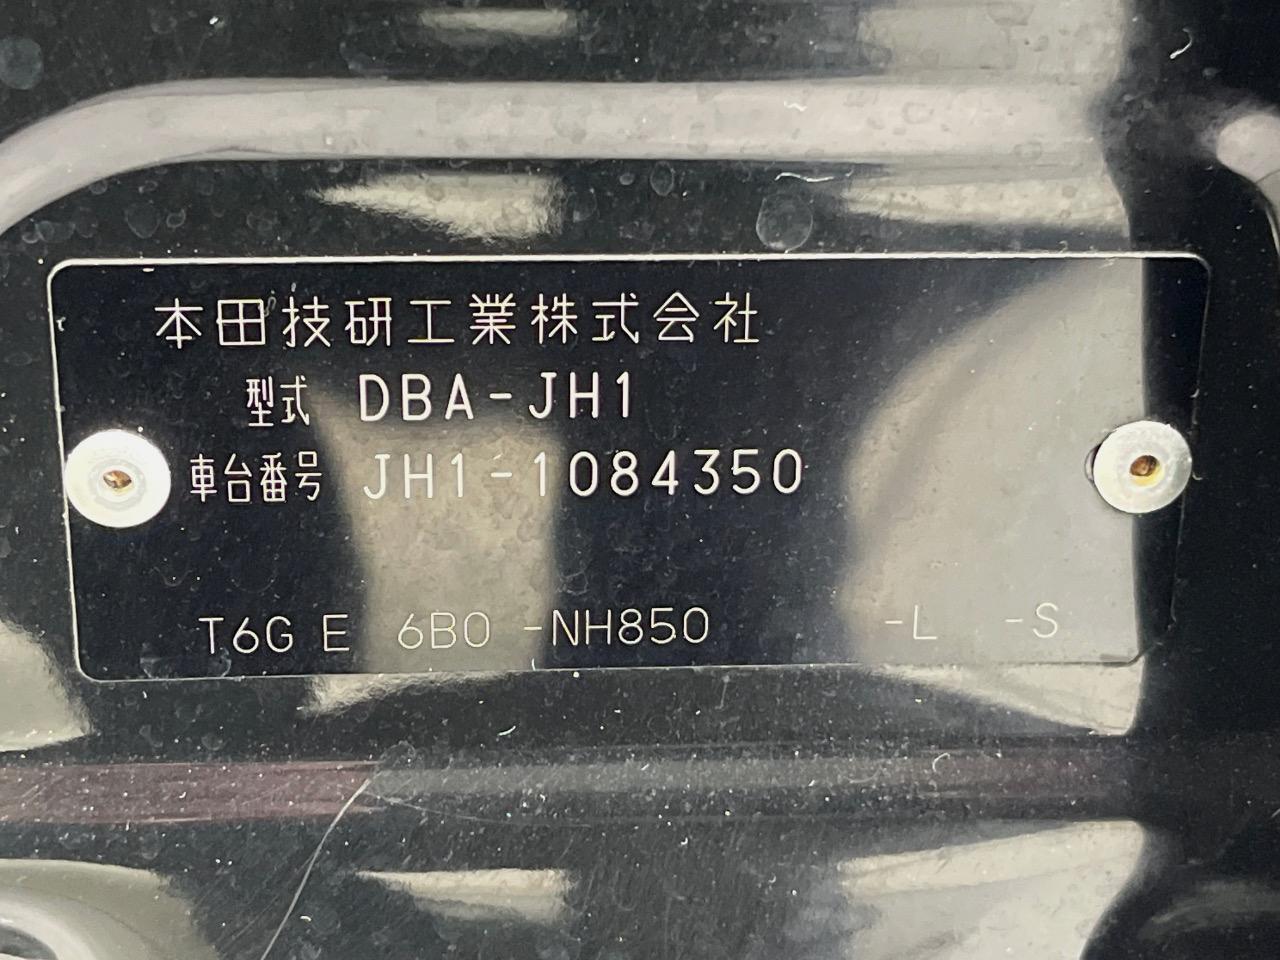 本田技研工業株式会社
型式 DBA-JH1
車台番号 JH1-1084350
T6G E 6B0 -NH850 -L -S